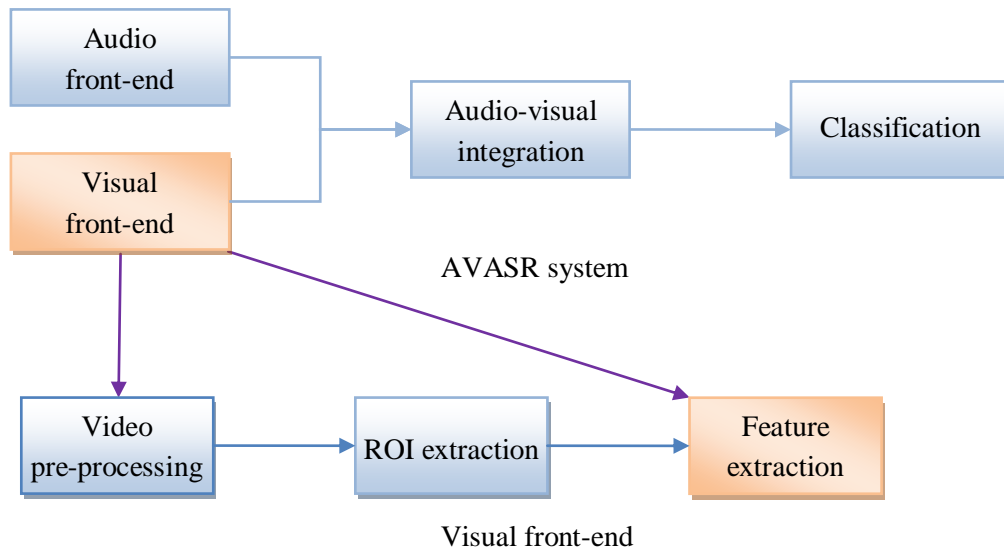 Audio
front-end
Audio-visual
integration
Classification
Visual
front-end
AVASR system
Video
pre-processing
ROI extraction
Feature
extraction
Visual front-end